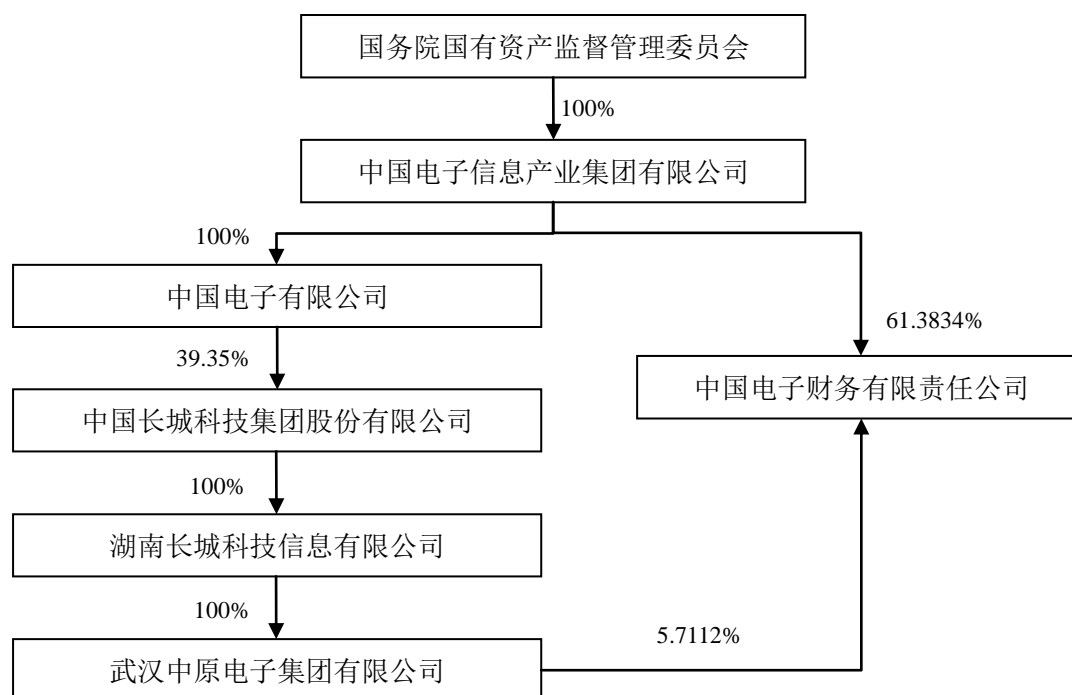 国务院国有资产监督管理委员会
100%
中国电子信息产业集团有限公司
100%
中国电子有限公司
61.3834%
39.35%
中国电子财务有限责任公司
中国长城科技集团股份有限公司
100%
湖南长城科技信息有限公司
100%
5.7112%
武汉中原电子集团有限公司